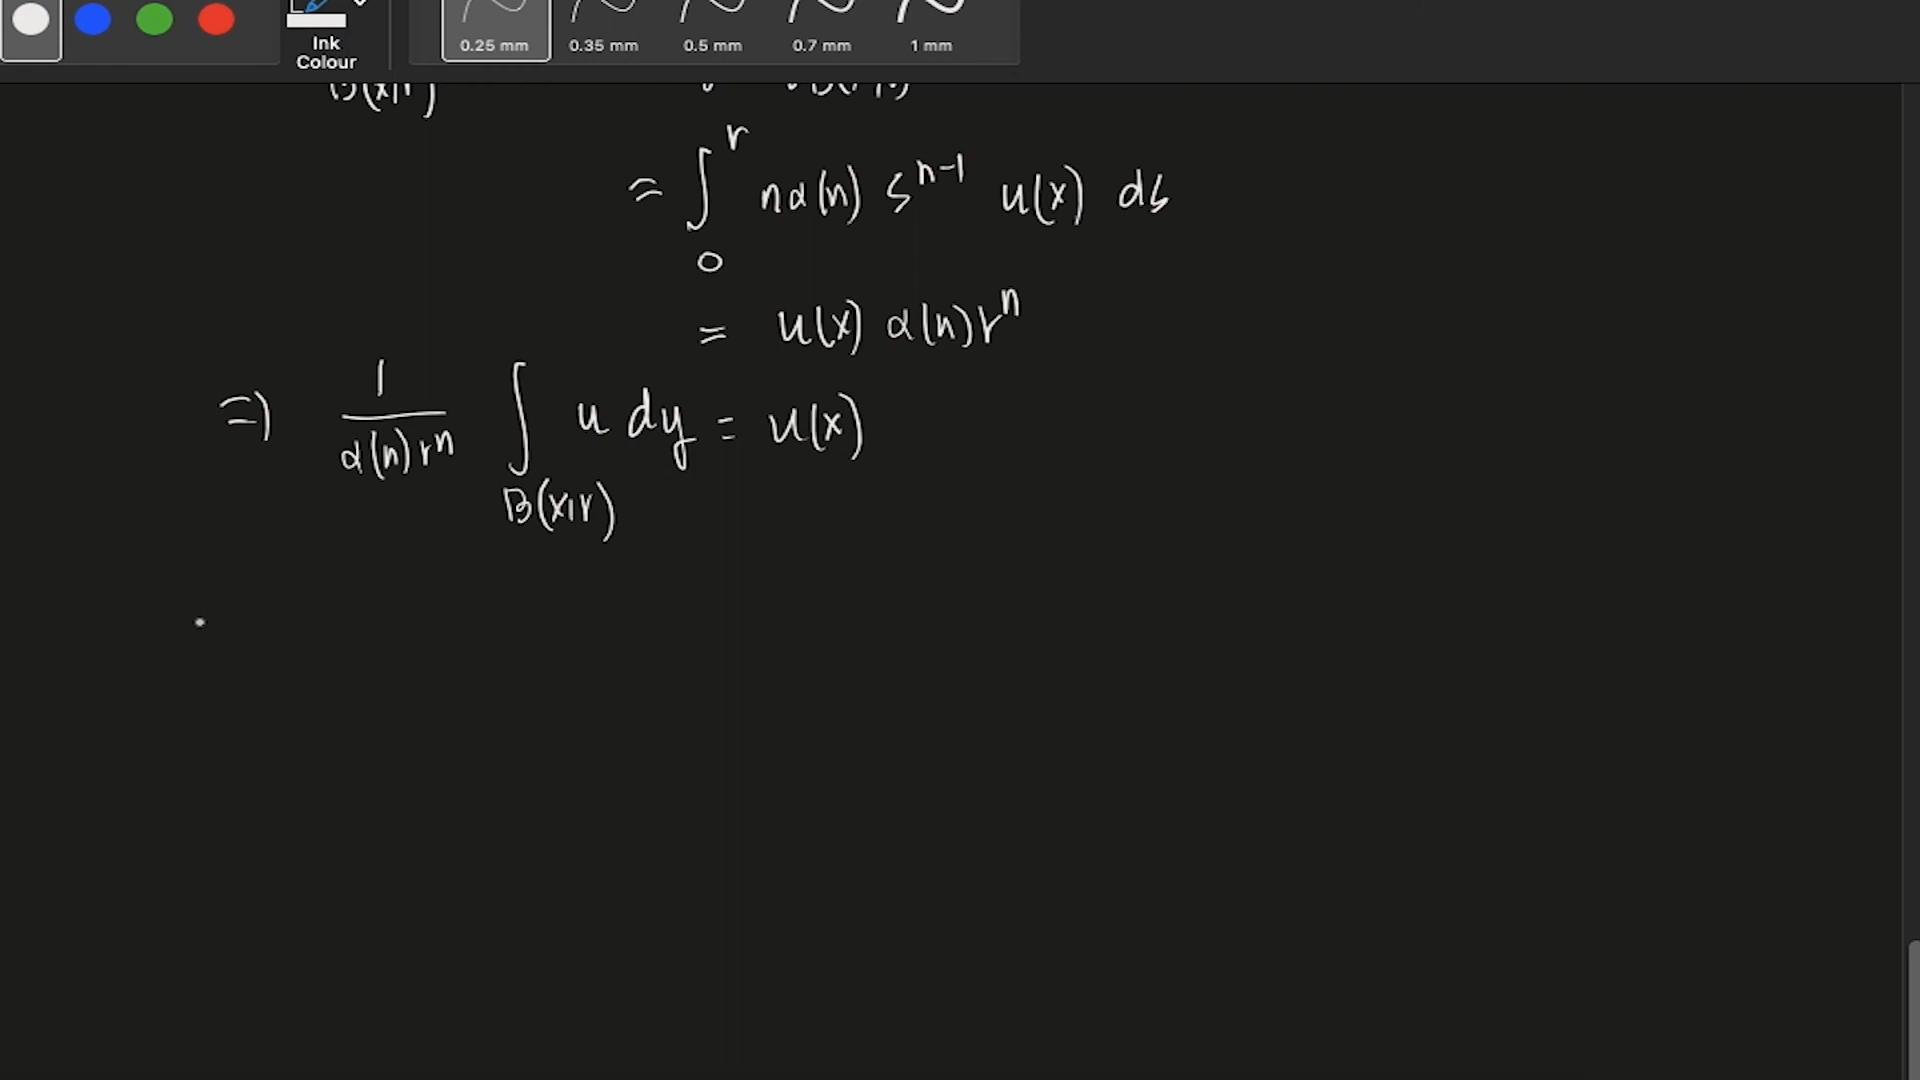 Ink
Colour
0.25 mm 0.35 mm 0.5 mm 0.7 mm 1 mm
B(x,r)
= ∫₀^r nα(n) s^{n-1} u(x) ds
= u(x) α(n) r^n
⇒ 1/(α(n) r^n) ∫_{B(x,r)} u dy = u(x)